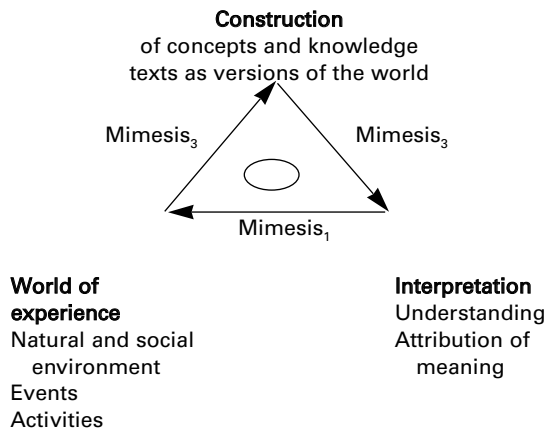 Construction
of concepts and knowledge
texts as versions of the world
Mimesis₃
Mimesis₃
Mimesis₁
World of
experience
Natural and social
environment
Events
Activities
Interpretation
Understanding
Attribution of
meaning